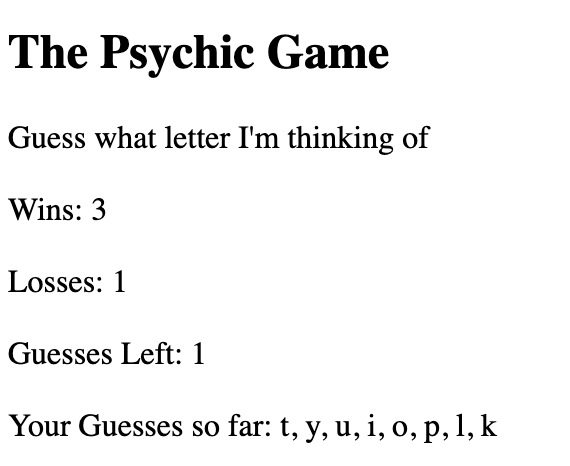 The Psychic Game
Guess what letter I'm thinking of
Wins: 3
Losses: 1
Guesses Left: 1
Your Guesses so far: t, y, u, i, o, p, l, k